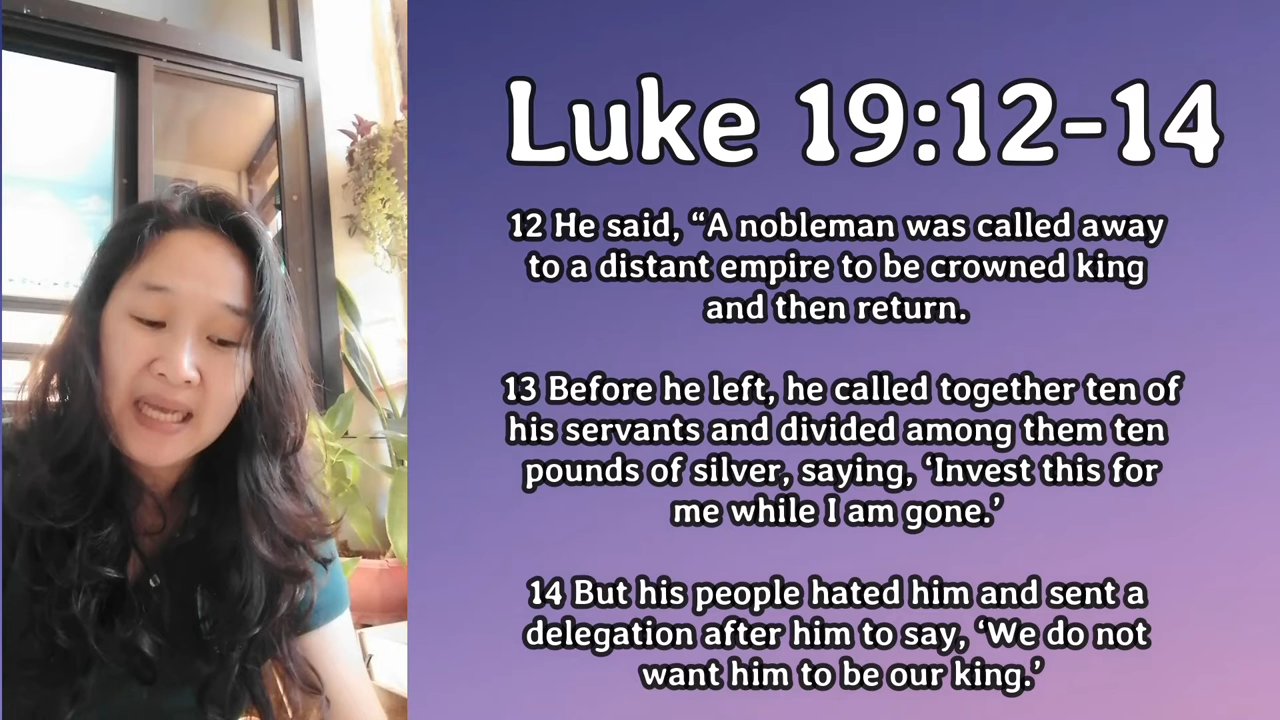 Luke 19:12-14
12 He said, “A nobleman was called away
to a distant empire to be crowned king
and then return.
13 Before he left, he called together ten of
his servants and divided among them ten
pounds of silver, saying, ‘Invest this for
me while I am gone.’
14 But his people hated him and sent a
delegation after him to say, ‘We do not
want him to be our king.’